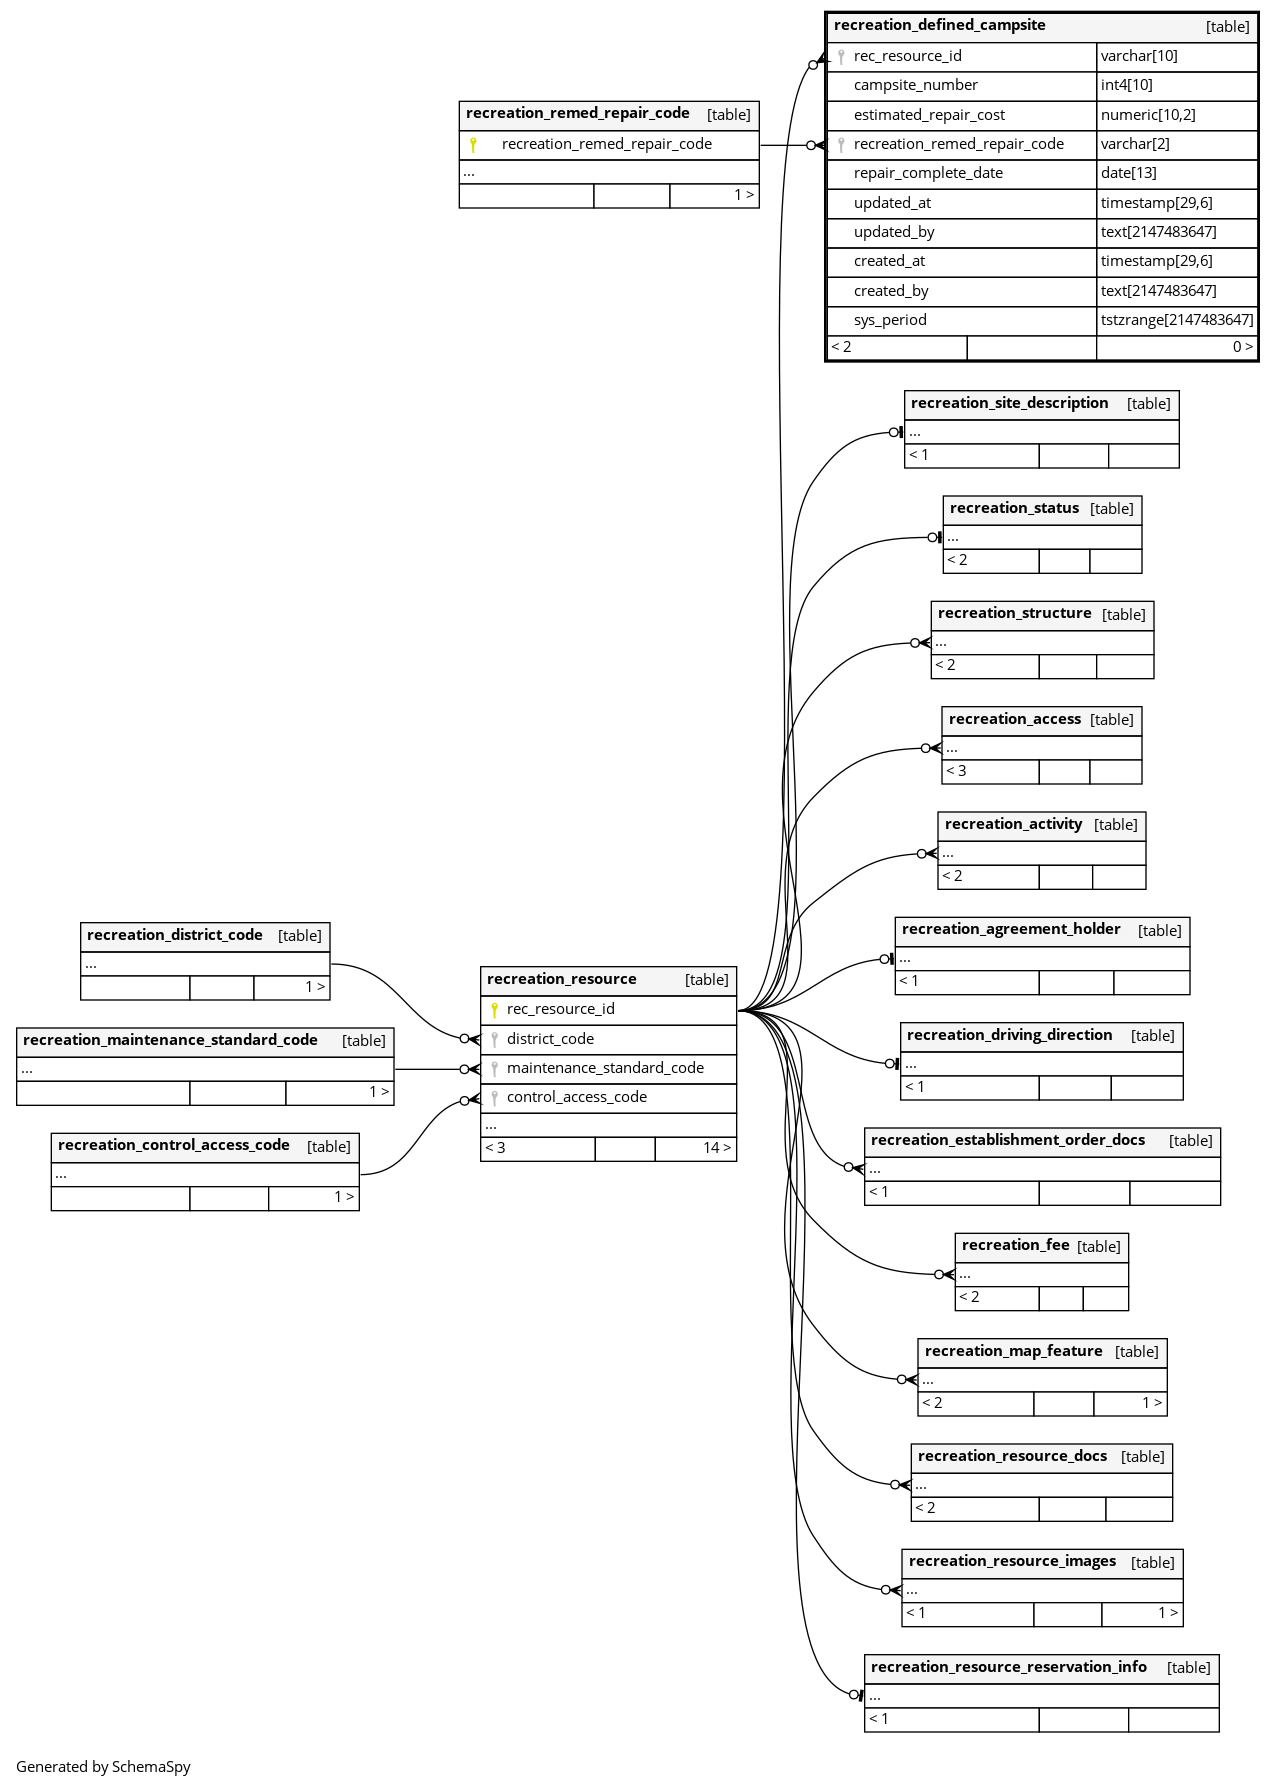 recreation_defined_campsite [table]
rec_resource_id varchar[10]
campsite_number int4[10]
estimated_repair_cost numeric[10,2]
recreation_remed_repair_code varchar[2]
repair_complete_date date[13]
updated_at timestamp[29,6]
updated_by text[2147483647]
created_at timestamp[29,6]
created_by text[2147483647]
sys_period tstzrange[2147483647]
< 2 0 >
recreation_remed_repair_code [table]
recreation_remed_repair_code
...
1 >
recreation_site_description [table]
...
< 1
recreation_status [table]
...
< 2
recreation_structure [table]
...
< 2
recreation_access [table]
...
< 3
recreation_activity [table]
...
< 2
recreation_district_code [table]
...
1 >
recreation_maintenance_standard_code [table]
...
1 >
recreation_control_access_code [table]
...
1 >
recreation_resource [table]
rec_resource_id
district_code
maintenance_standard_code
control_access_code
...
< 3 14 >
recreation_agreement_holder [table]
...
< 1
recreation_driving_direction [table]
...
< 1
recreation_establishment_order_docs [table]
...
< 1
recreation_fee [table]
...
< 2
recreation_map_feature [table]
...
< 2 1 >
recreation_resource_docs [table]
...
< 2
recreation_resource_images [table]
...
< 1 1 >
recreation_resource_reservation_info [table]
...
< 1
Generated by SchemaSpy